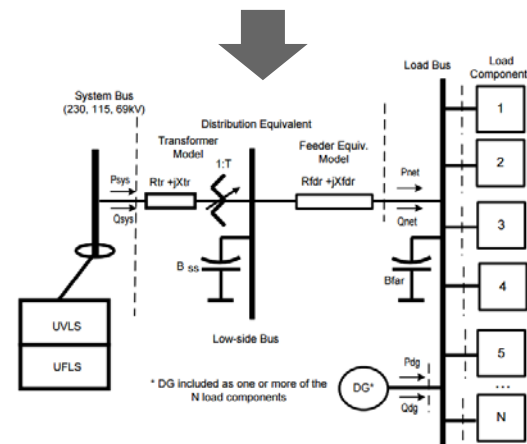 Load Bus
Load
Component
System Bus
(230, 115, 69kV)
Distribution Equivalent
Transformer
Model
1:T
Feeder Equiv.
Model
Psys
Qsys
Rtr +jXtr
Rfdr +jXfdr
Pnet
Qnet
1
2
3
4
5
...
N
Bss
Bfar
UVLS
UFLS
Low-side Bus
* DG included as one or more of the
N load components
DG*
Pdg
Qdg